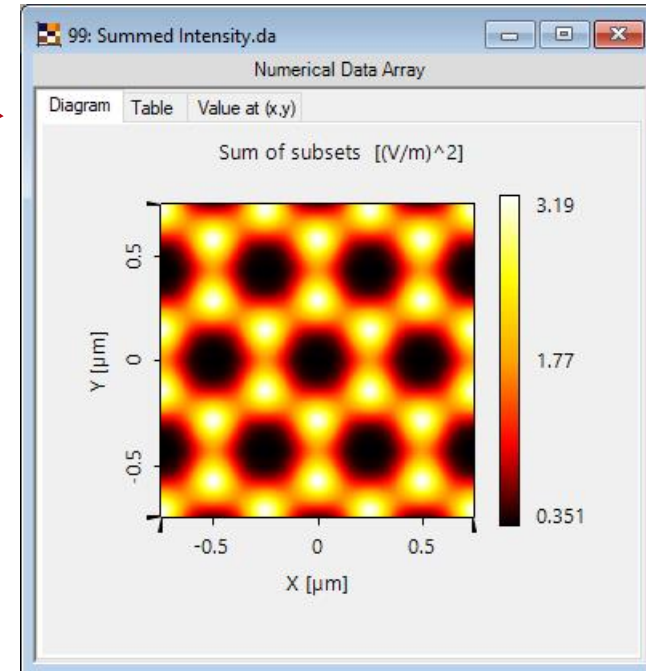 99: Summed Intensity.da
Numerical Data Array
Diagram Table Value at (x,y)
Sum of subsets [(V/m)^2]
3.19
1.77
0.351
Y [µm]
0.5
0
-0.5
-0.5 0 0.5
X [µm]